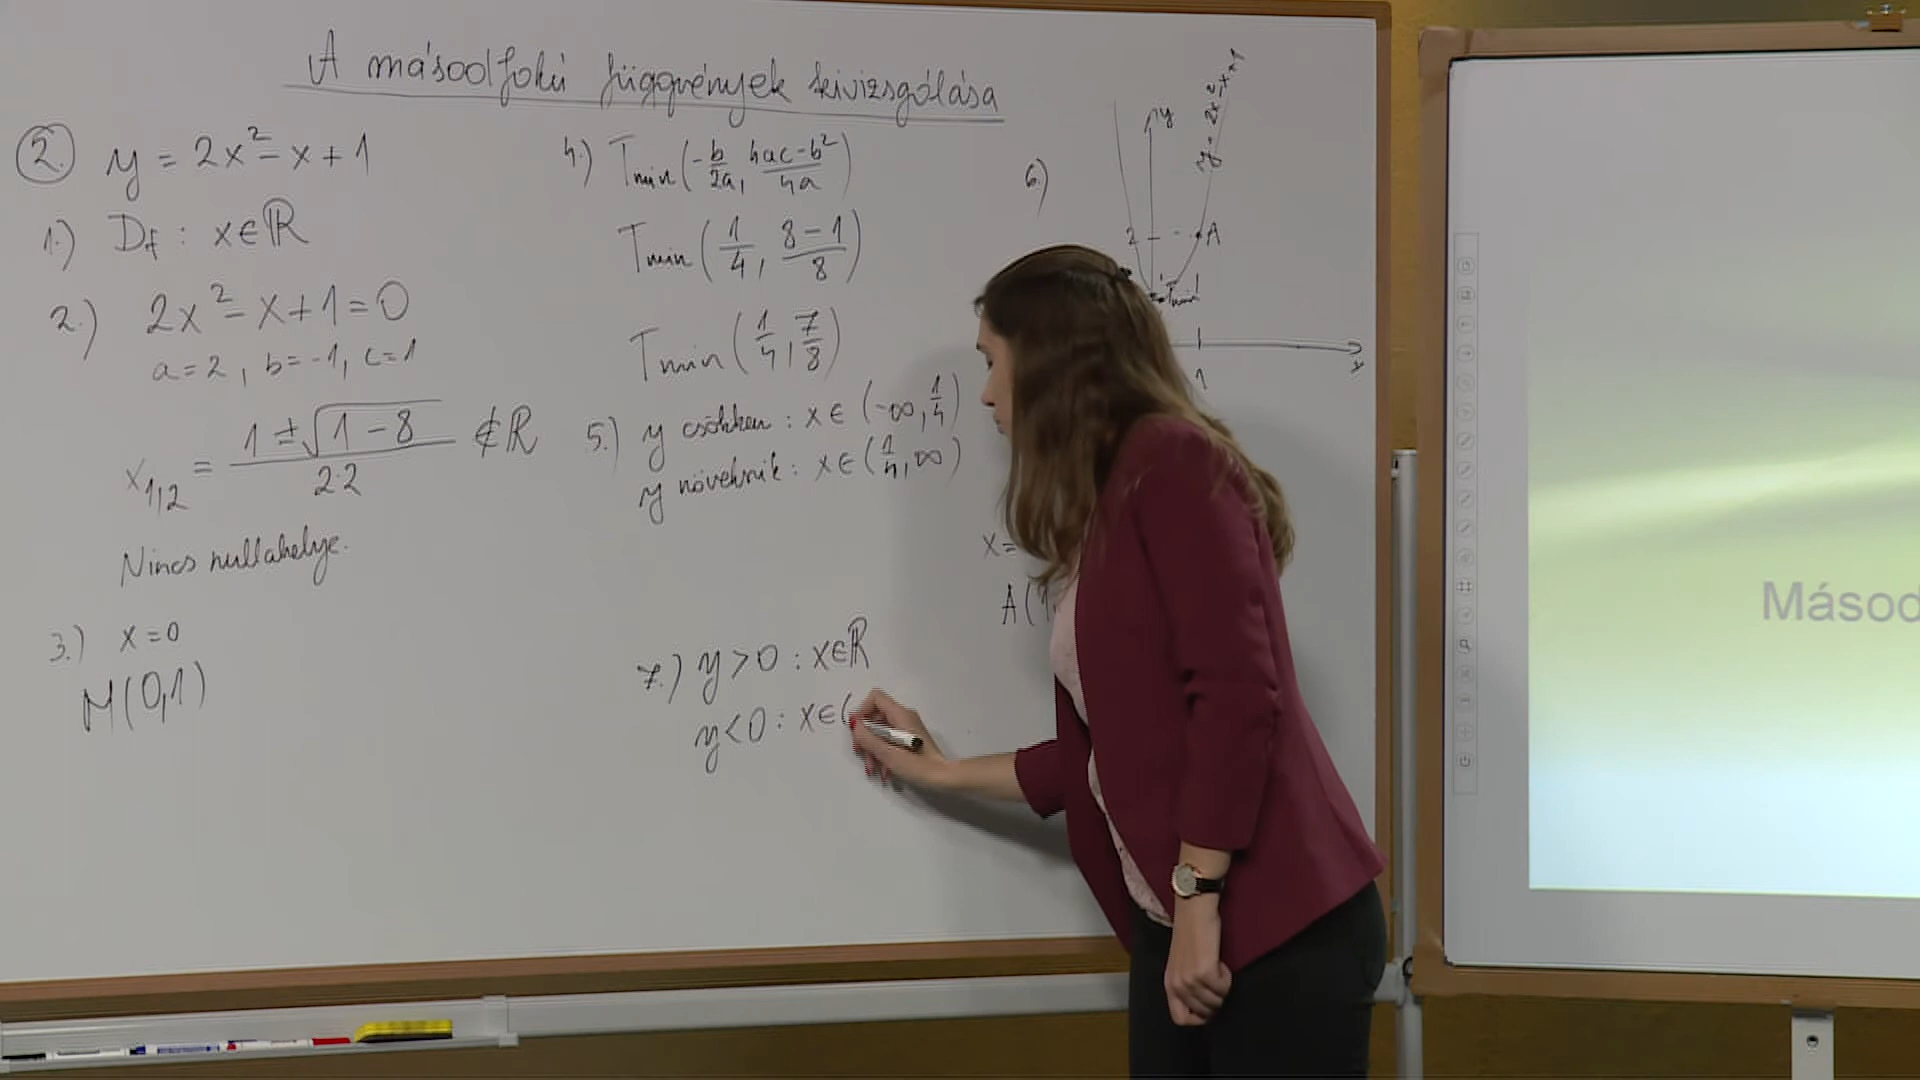 A másodfokú függvények kivizsgálása
2. y = 2x² - x + 1
1.) Df : x∈ℝ
2.) 2x² - x + 1 = 0
a = 2, b = -1, c = 1
x1,2 = (1 ± √(1 - 8)) / (2·2) ∉ ℝ
Nincs nullahelye.
3.) x = 0
M(0,1)
4.) Tmin(-b/2a, (4ac - b²)/4a)
Tmin(1/4, (8 - 1)/8)
Tmin(1/4, 7/8)
5.) y csökken : x ∈ (-∞, 1/4)
y növekszik : x ∈ (1/4, ∞)
6.)
y
y = 2x² - x + 1
2
A
Tmin
1
x
x =
A(1
7.) y > 0 : x∈ℝ
y < 0 : x∈(
Másod